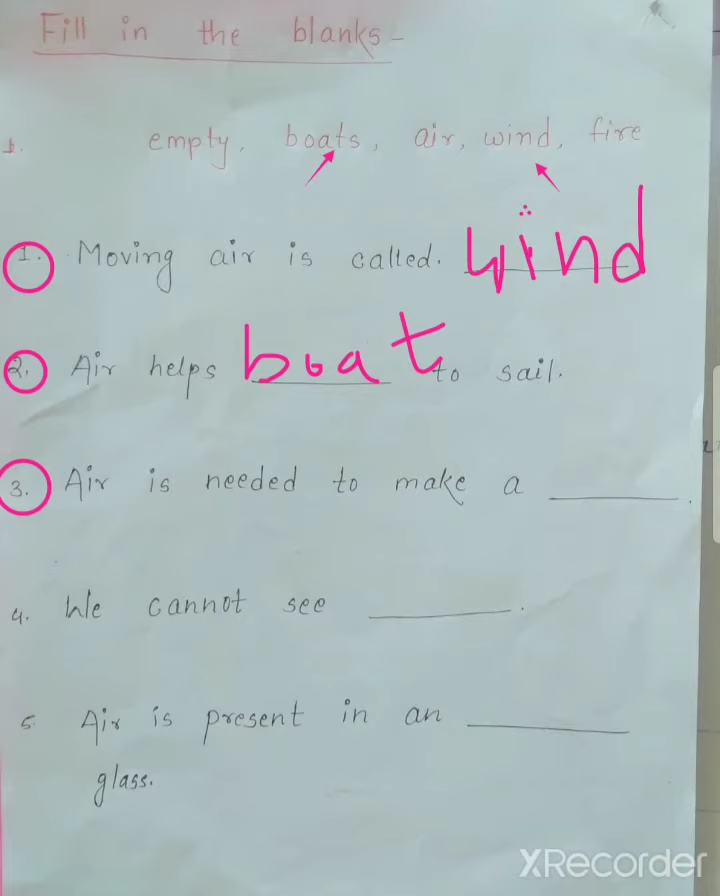 Fill in the blanks -
1. empty, boats, air, wind, fire
1. Moving air is called. wind
2. Air helps boat to sail.
3. Air is needed to make a ______.
4. We cannot see ______.
5. Air is present in an ______
glass.
XRecorder